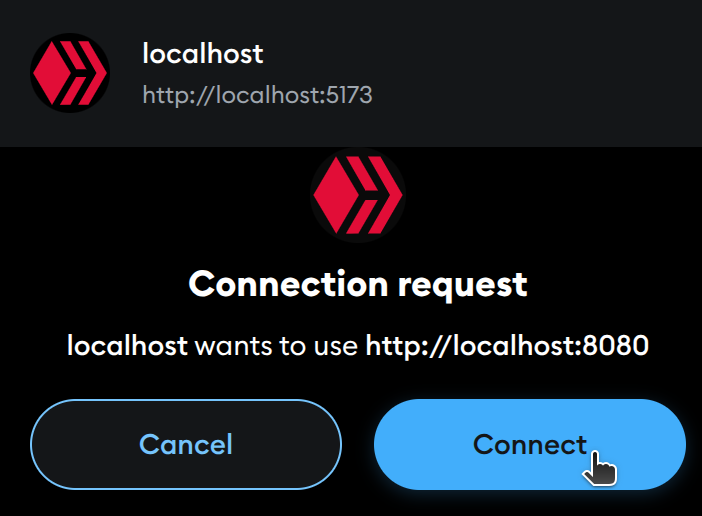 localhost
http://localhost:5173
Connection request
localhost wants to use http://localhost:8080
Cancel
Connect